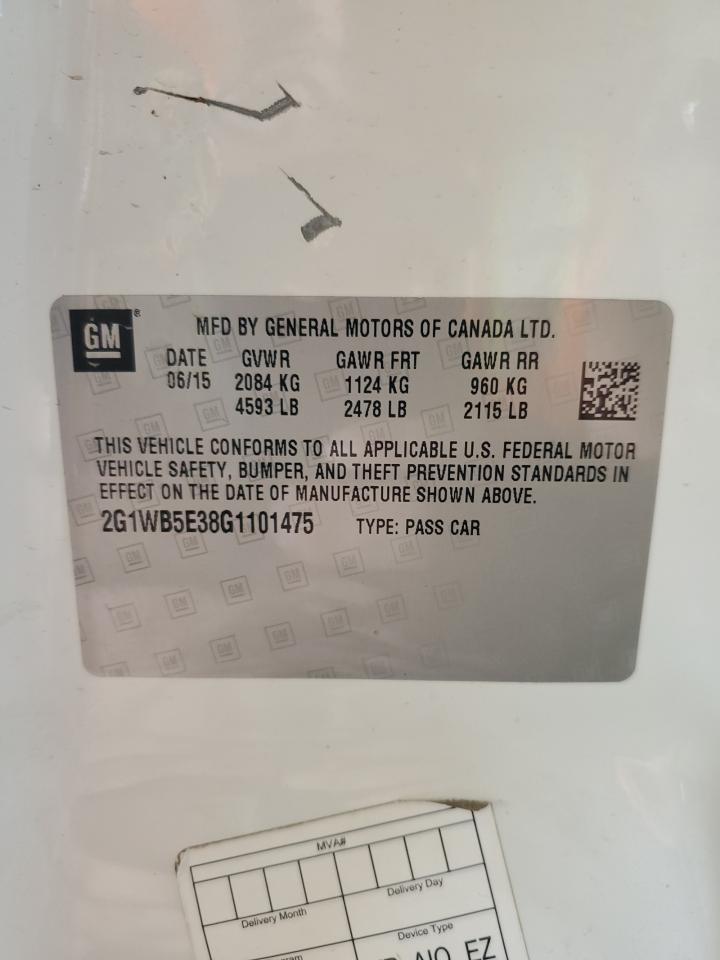 GM ®
MFD BY GENERAL MOTORS OF CANADA LTD.
DATE GVWR GAWR FRT GAWR RR
06/15 2084 KG 1124 KG 960 KG
4593 LB 2478 LB 2115 LB
THIS VEHICLE CONFORMS TO ALL APPLICABLE U.S. FEDERAL MOTOR
VEHICLE SAFETY, BUMPER, AND THEFT PREVENTION STANDARDS IN
EFFECT ON THE DATE OF MANUFACTURE SHOWN ABOVE.
2G1WB5E38G1101475 TYPE: PASS CAR
MVA#
Delivery Month Delivery Day
Device Type
EZ